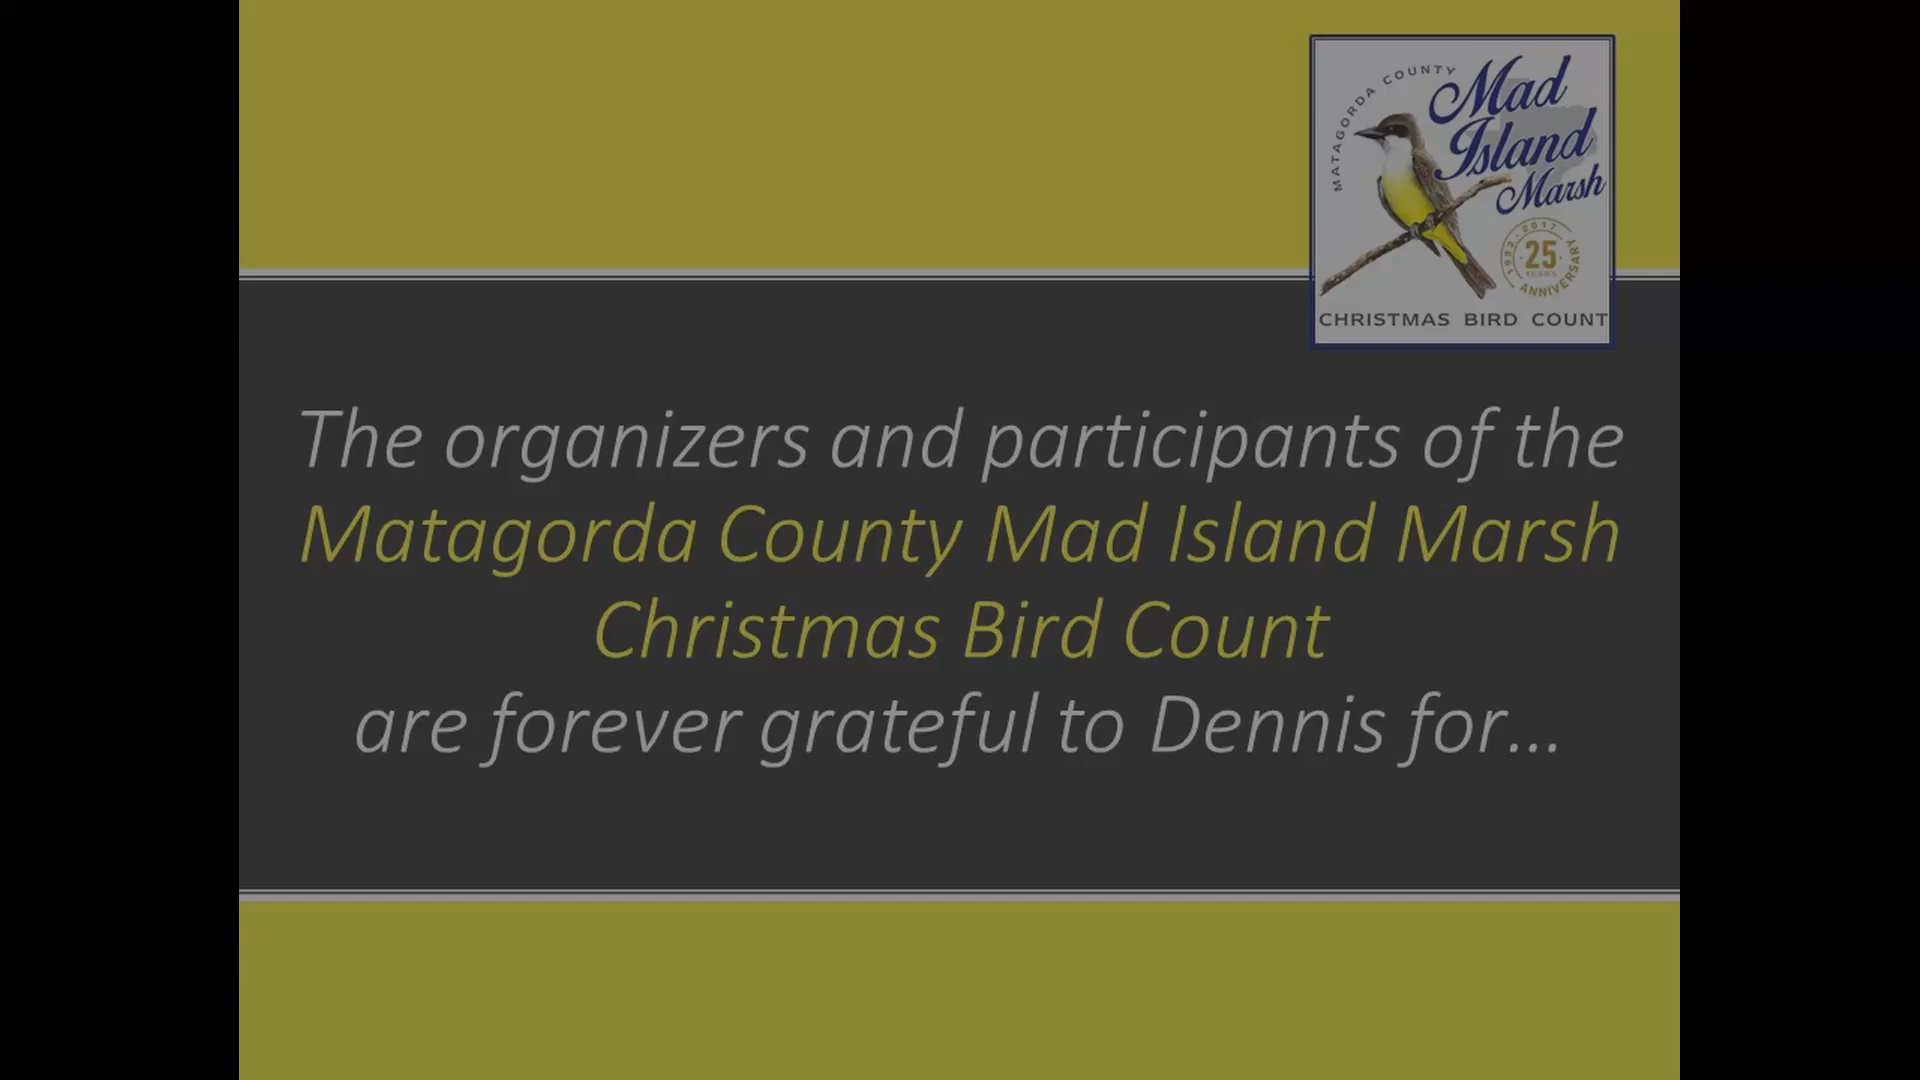 MATAGORDA COUNTY
Mad
Island
Marsh
1992 · 2017
25
YEARS
ANNIVERSARY
CHRISTMAS BIRD COUNT
The organizers and participants of the
Matagorda County Mad Island Marsh
Christmas Bird Count
are forever grateful to Dennis for...